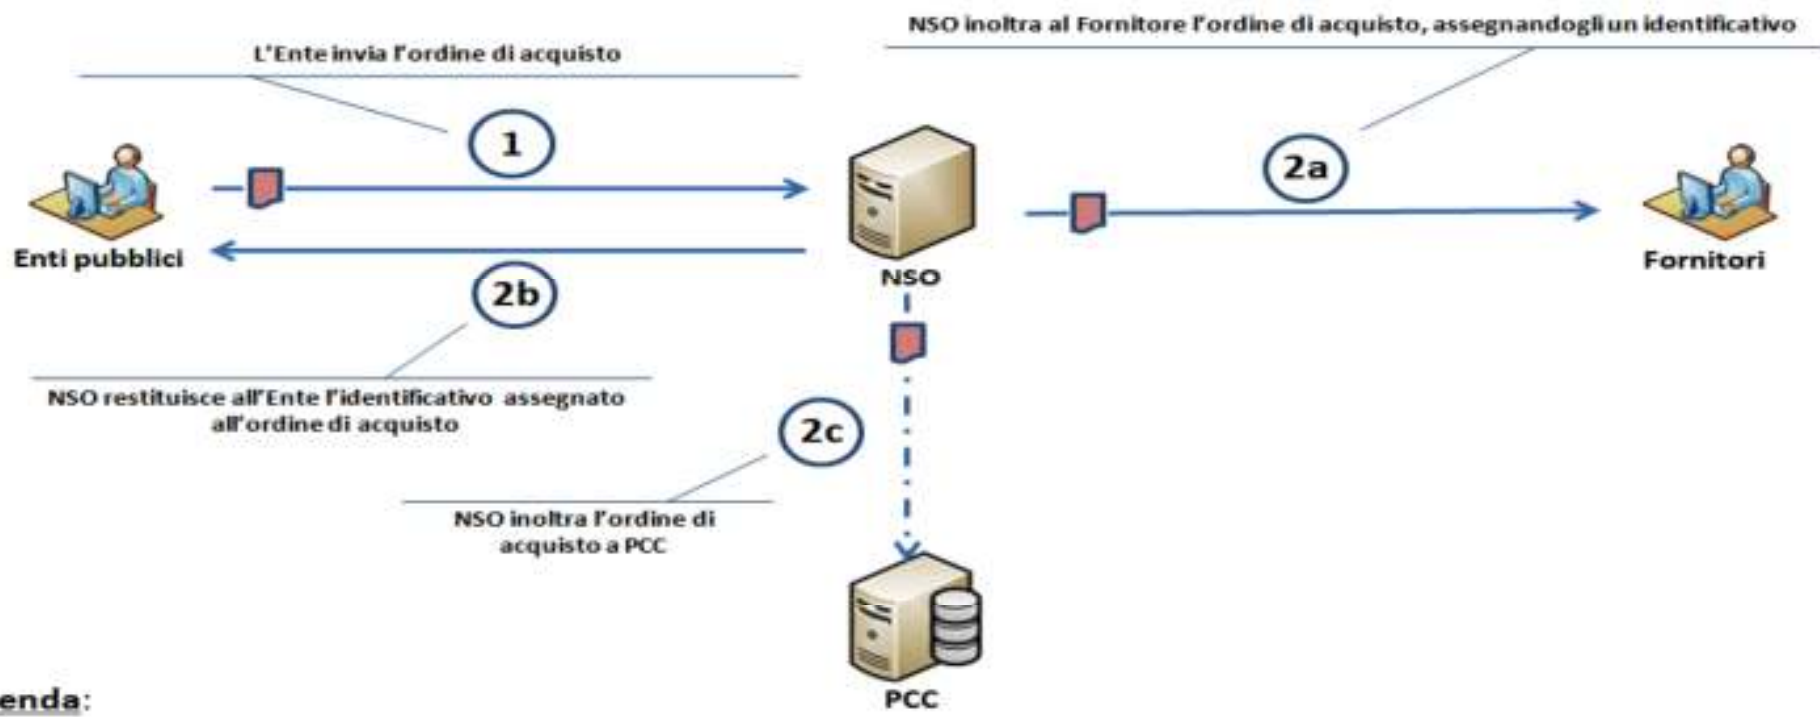 NSO inoltra al Fornitore l'ordine di acquisto, assegnandogli un identificativo
L'Ente invia l'ordine di acquisto
1
2a
Enti pubblici
NSO
Fornitori
2b
NSO restituisce all'Ente l'identificativo assegnato
all'ordine di acquisto
2c
NSO inoltra l'ordine di
acquisto a PCC
PCC
enda: